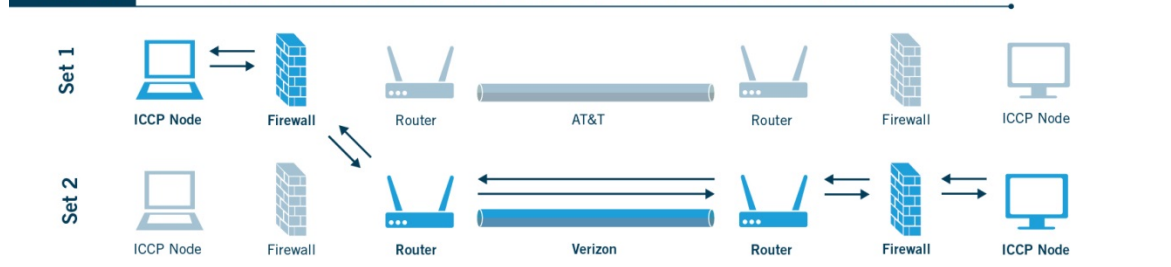 Set 1
ICCP Node Firewall Router AT&T Router Firewall ICCP Node
Set 2
ICCP Node Firewall Router Verizon Router Firewall ICCP Node